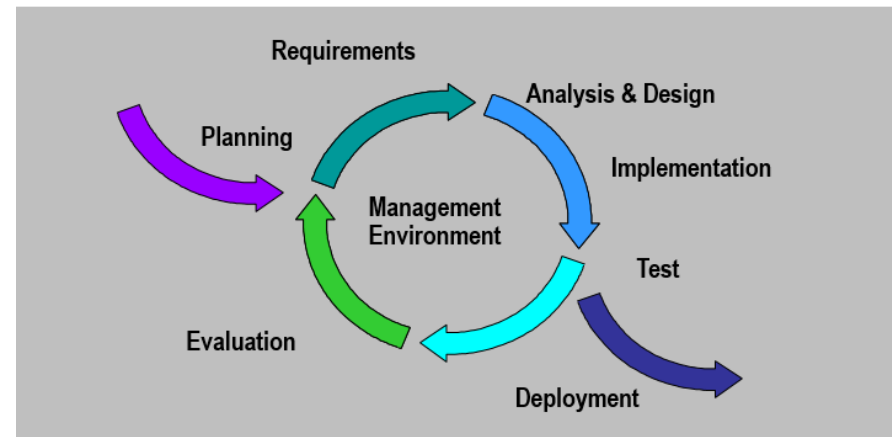 Requirements
Analysis & Design
Planning
Implementation
Management
Environment
Test
Evaluation
Deployment